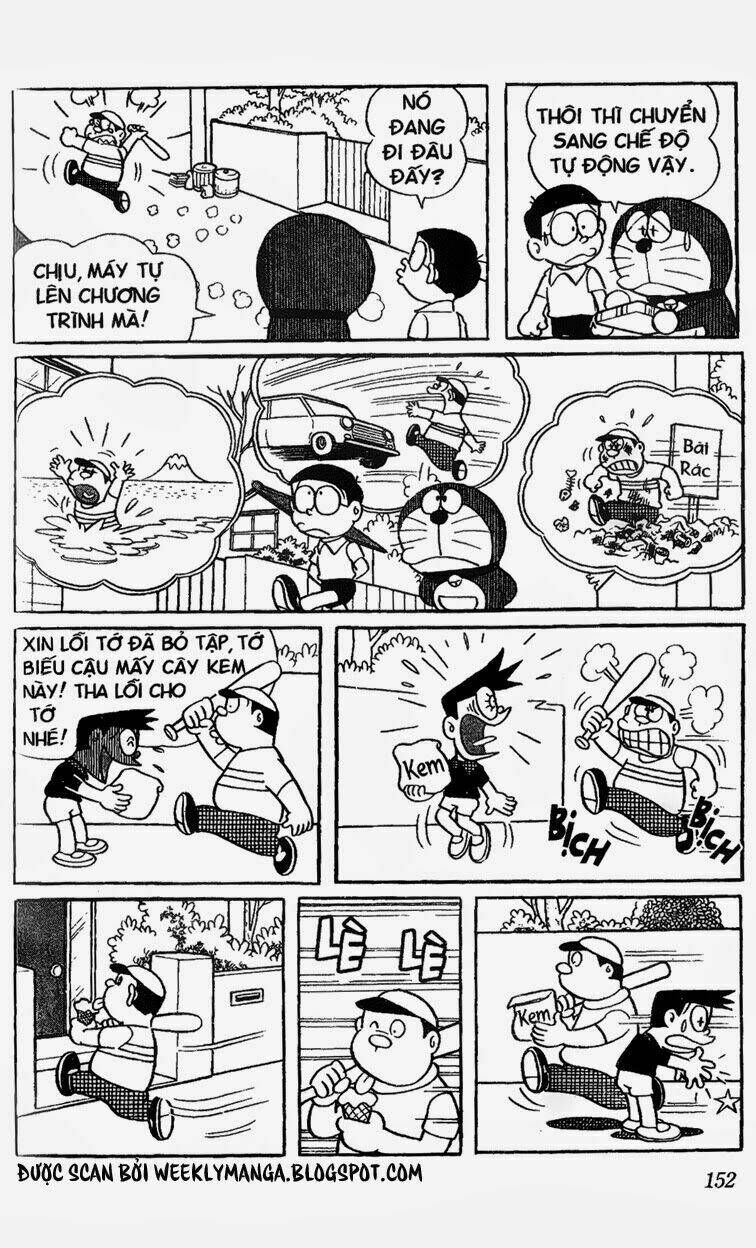 THÔI THÌ CHUYỂN
SANG CHẾ ĐỘ
TỰ ĐỘNG VẬY.
NÓ
ĐANG
ĐI ĐÂU
ĐẤY?
CHỊU, MÁY TỰ
LÊN CHƯƠNG
TRÌNH MÀ!
Bãi
Rác
Kem
BỊCH
BỊCH
XIN LỖI TỚ ĐÃ BỎ TẬP, TỚ
BIẾU CẬU MẤY CÂY KEM
NÀY! THA LỖI CHO
TỚ
NHÉ!
Kem
LÈ LÈ
ĐƯỢC SCAN BỞI WEEKLYMANGA.BLOGSPOT.COM
152